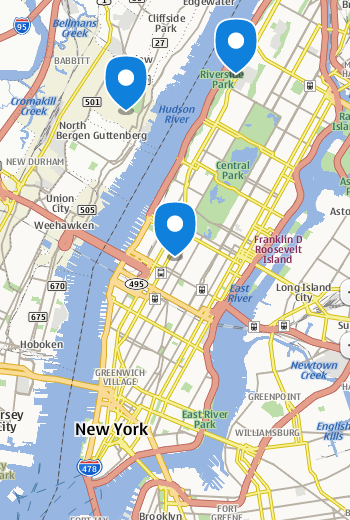 Edgewater
95
Bellmans
Creek
Cliffside
Park
27
BABBITT
Riverside
Park
501
Cromakill
Creek
Hudson
River
North
Bergen Guttenberg
NEW DURHAM
Central
Park
Union
City
505
Weehawken
Franklin D
Roosevelt
Island
495
East
River
Long Island
City
670
675
Hoboken
Newtown
Creek
GREENWICH
VILLAGE
GREENPOINT
East River
Park
New York
WILLIAMSBURG
City
478
Brooklyn
FORT
GREENE